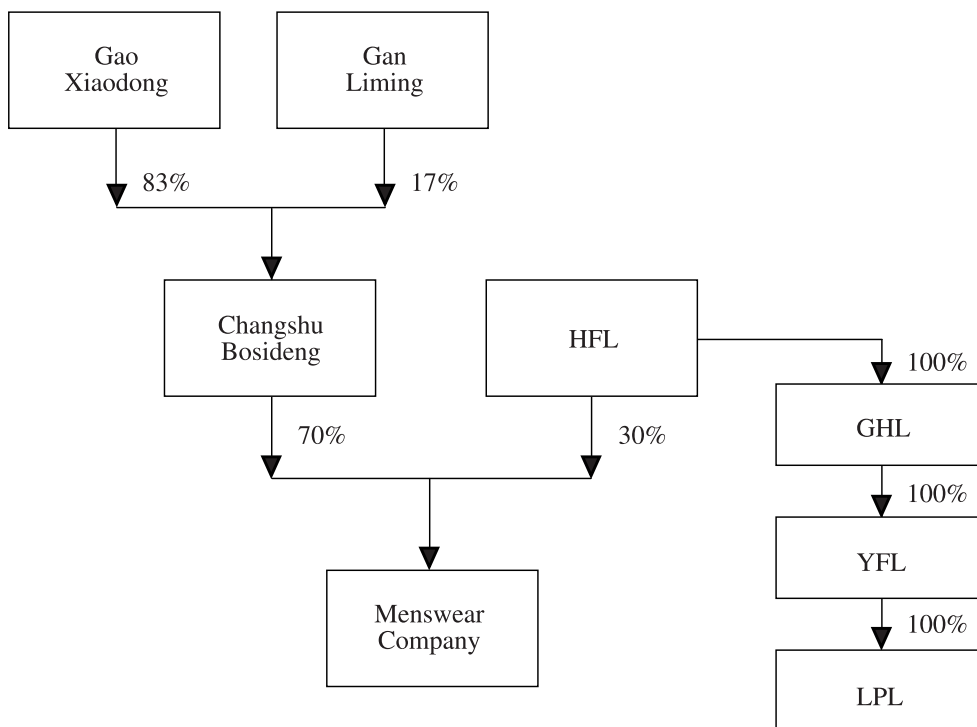 Gao
Xiaodong
Gan
Liming
83%
17%
Changshu
Bosideng
HFL
100%
GHL
70%
30%
100%
YFL
Menswear
Company
100%
LPL